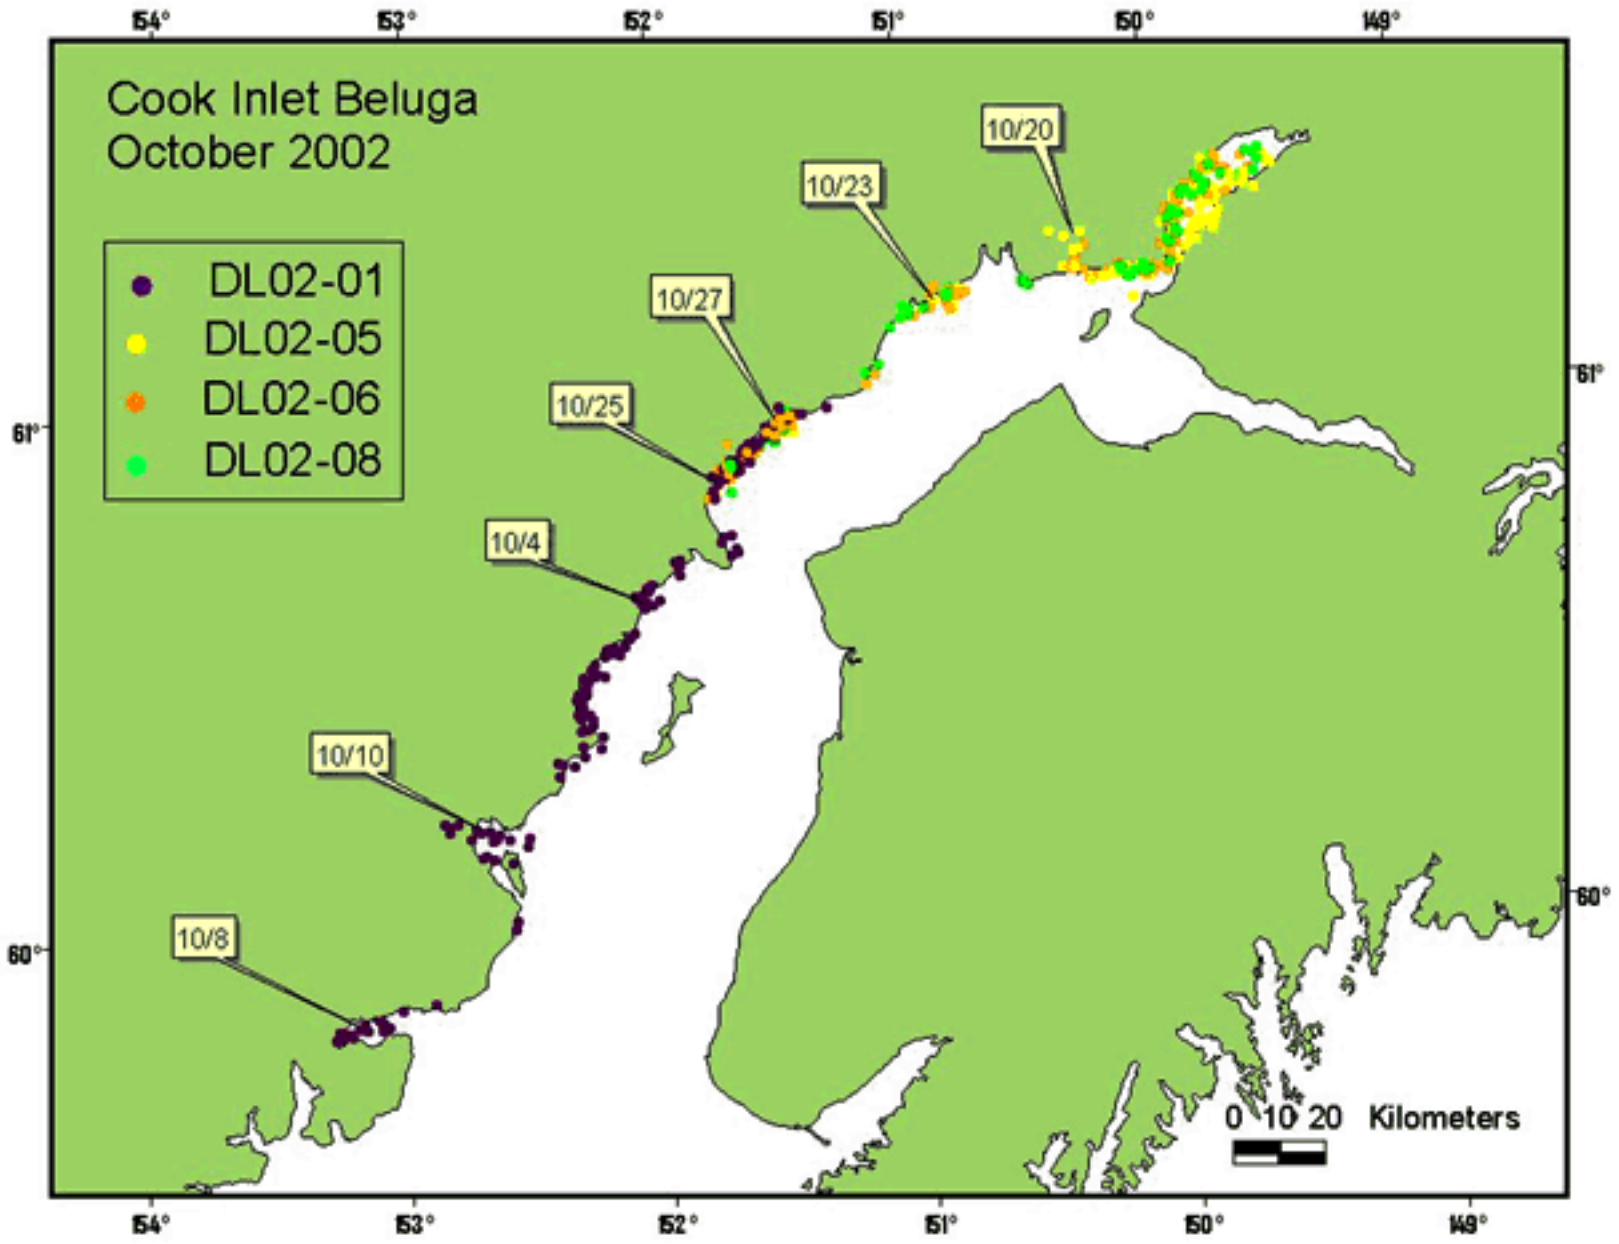 154° 153° 152° 151° 150° 149°
Cook Inlet Beluga
October 2002
10/20
10/23
DL02-01
10/27
DL02-05
61°
DL02-06
10/25
61°
DL02-08
10/4
10/10
60°
10/8
60°
0 10 20 Kilometers
154° 153° 152° 151° 150° 149°